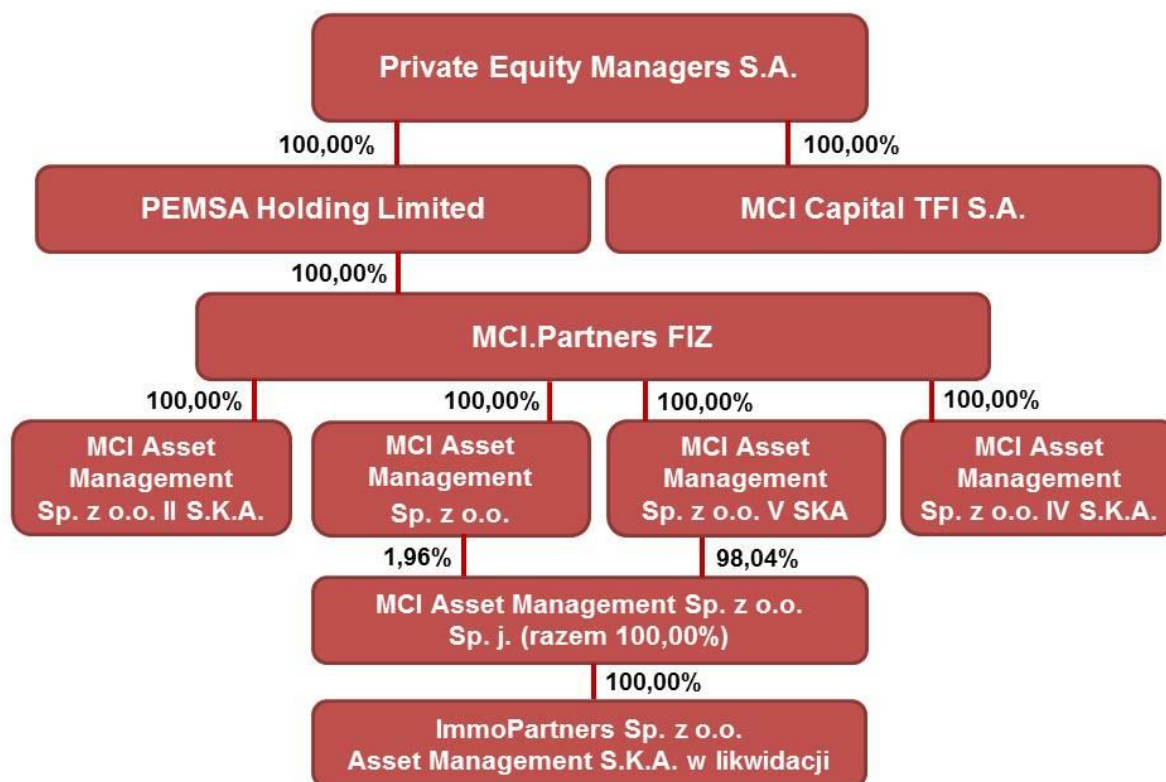 Private Equity Managers S.A.
100,00%
100,00%
PEMSA Holding Limited
MCI Capital TFI S.A.
100,00%
MCI.Partners FIZ
100,00%
100,00%
100,00%
100,00%
MCI Asset
Management
Sp. z o.o. II S.K.A.
MCI Asset
Management
Sp. z o.o.
MCI Asset
Management
Sp. z o.o. V SKA
MCI Asset
Management
Sp. z o.o. IV S.K.A.
1,96%
98,04%
MCI Asset Management Sp. z o.o.
Sp. j. (razem 100,00%)
100,00%
ImmoPartners Sp. z o.o.
Asset Management S.K.A. w likwidacji